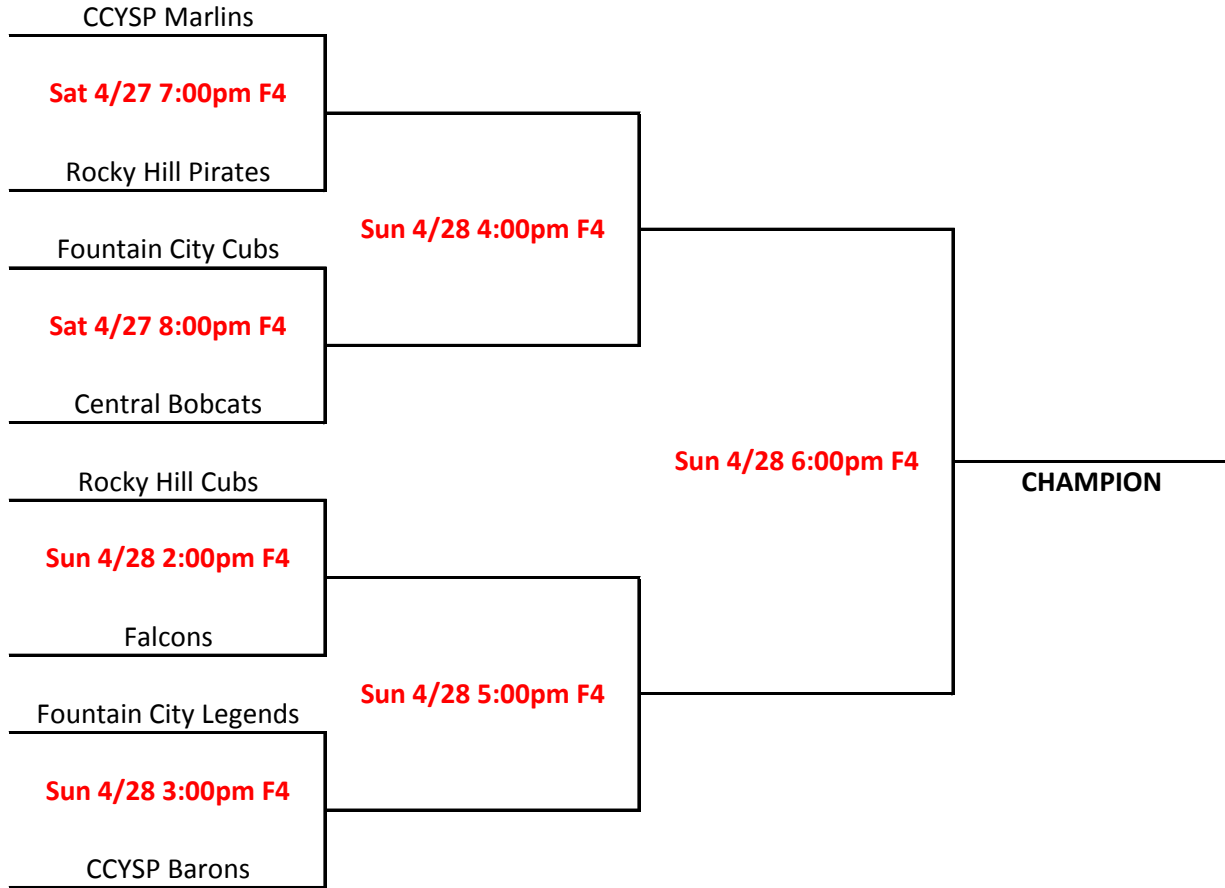 CCYSP Marlins
Sat 4/27 7:00pm F4
Rocky Hill Pirates
Sun 4/28 4:00pm F4
Fountain City Cubs
Sat 4/27 8:00pm F4
Central Bobcats
Sun 4/28 6:00pm F4
CHAMPION
Rocky Hill Cubs
Sun 4/28 2:00pm F4
Falcons
Sun 4/28 5:00pm F4
Fountain City Legends
Sun 4/28 3:00pm F4
CCYSP Barons